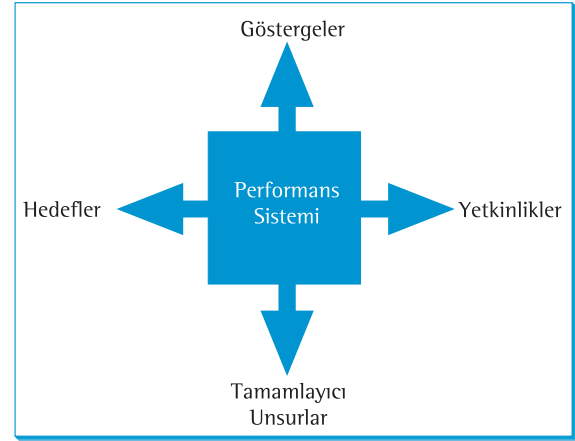 Göstergeler
Performans
Sistemi
Hedefler
Yetkinlikler
Tamamlayıcı
Unsurlar